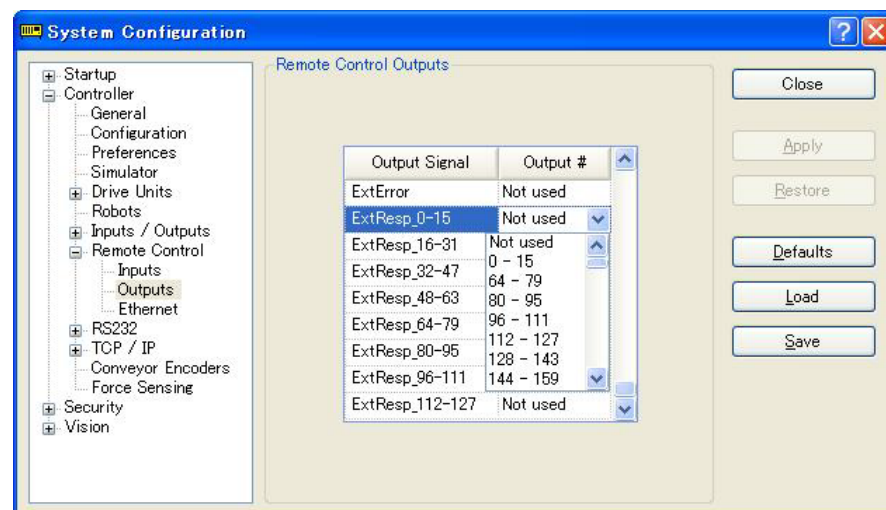 System Configuration
Startup
Controller
General
Configuration
Preferences
Simulator
Drive Units
Robots
Inputs / Outputs
Remote Control
Inputs
Outputs
Ethernet
RS232
TCP / IP
Conveyor Encoders
Force Sensing
Security
Vision
Remote Control Outputs
Output Signal Output #
ExtError Not used
ExtResp_0-15 Not used
ExtResp_16-31
ExtResp_32-47
ExtResp_48-63
ExtResp_64-79
ExtResp_80-95
ExtResp_96-111
ExtResp_112-127 Not used
Not used
0 - 15
64 - 79
80 - 95
96 - 111
112 - 127
128 - 143
144 - 159
Close
Apply
Restore
Defaults
Load
Save